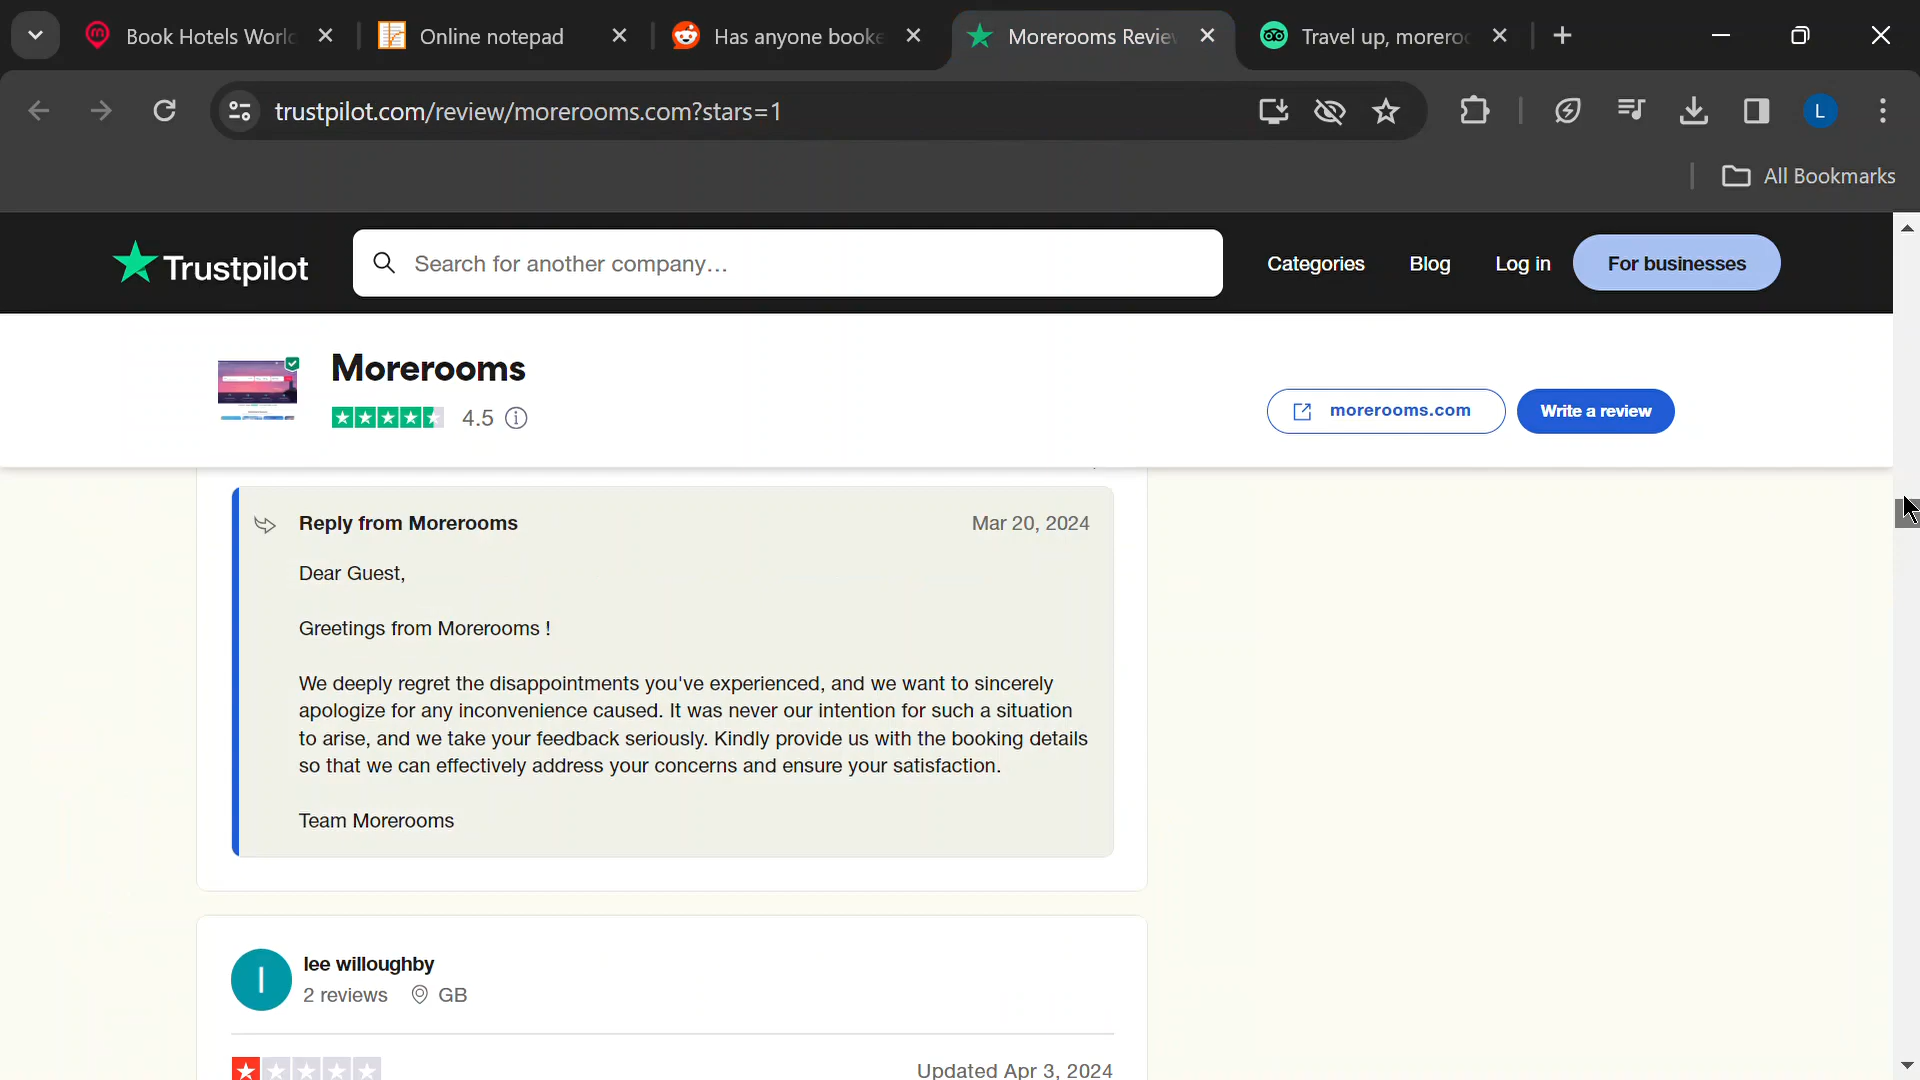 Book Hotels Worl
Online notepad
Has anyone book
Morerooms Revie
Travel up, morero
trustpilot.com/review/morerooms.com?stars=1
L
All Bookmarks
Trustpilot
Search for another company...
Categories
Blog
Log in
For businesses
Morerooms
4.5
morerooms.com
Write a review
Reply from Morerooms
Mar 20, 2024
Dear Guest,
Greetings from Morerooms !
We deeply regret the disappointments you've experienced, and we want to sincerely
apologize for any inconvenience caused. It was never our intention for such a situation
to arise, and we take your feedback seriously. Kindly provide us with the booking details
so that we can effectively address your concerns and ensure your satisfaction.
Team Morerooms
l
lee willoughby
2 reviews
GB
Updated Apr 3, 2024